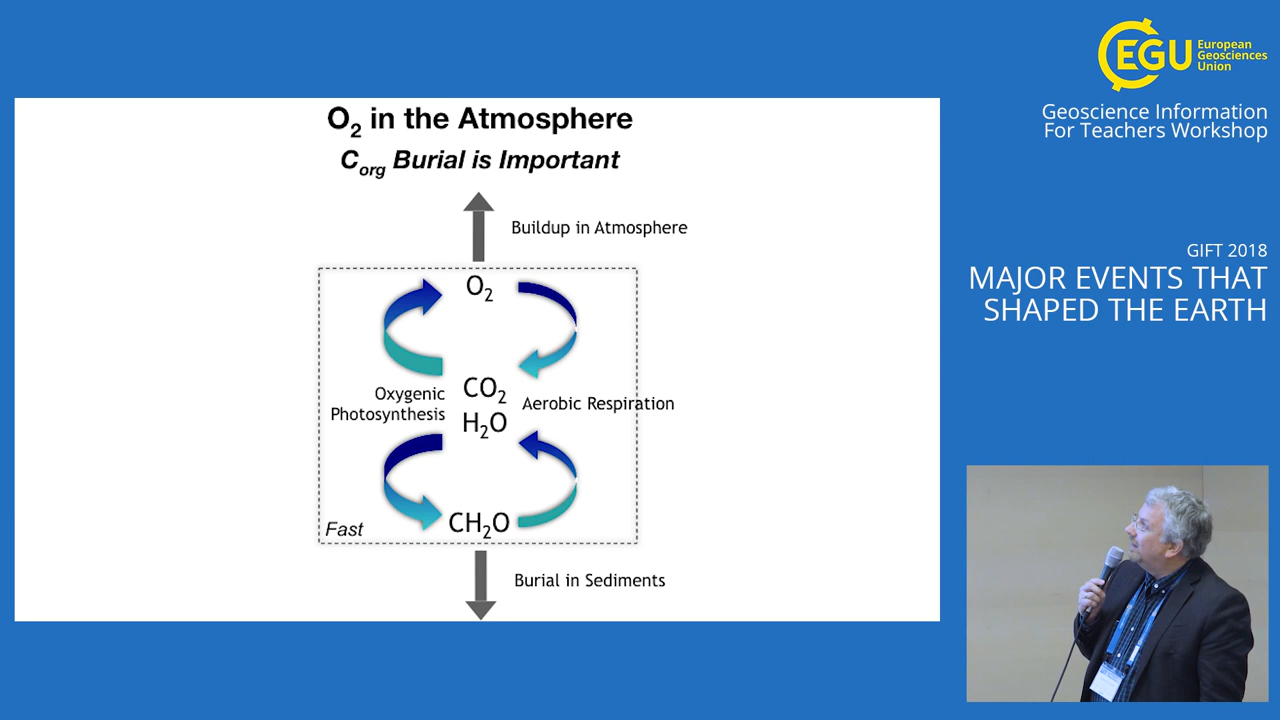 O₂ in the Atmosphere
C_org Burial is Important
Buildup in Atmosphere
O₂
Oxygenic
Photosynthesis
CO₂
H₂O
Aerobic Respiration
CH₂O
Fast
Burial in Sediments
EGU
European
Geosciences
Union
Geoscience Information
For Teachers Workshop
GIFT 2018
MAJOR EVENTS THAT
SHAPED THE EARTH